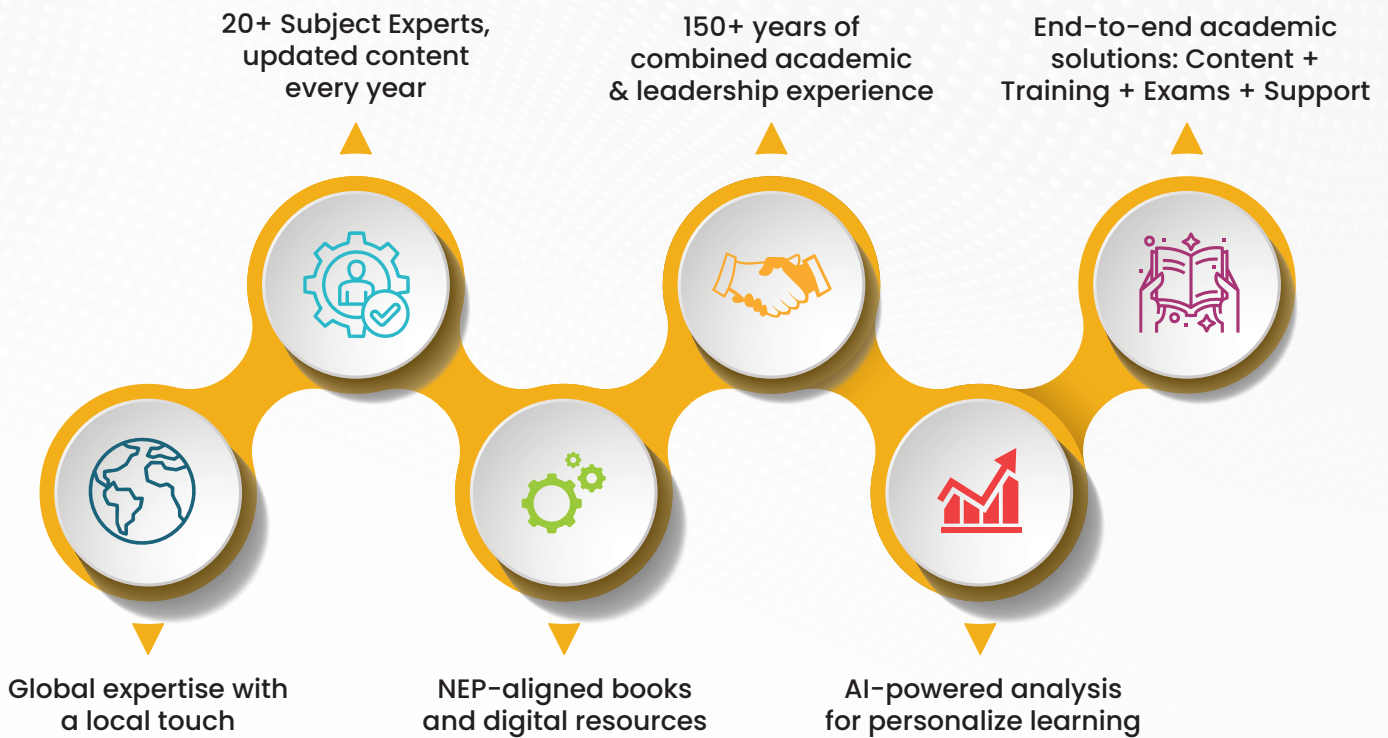 20+ Subject Experts,
updated content
every year
150+ years of
combined academic
& leadership experience
End-to-end academic
solutions: Content +
Training + Exams + Support
Global expertise with
a local touch
NEP-aligned books
and digital resources
AI-powered analysis
for personalize learning